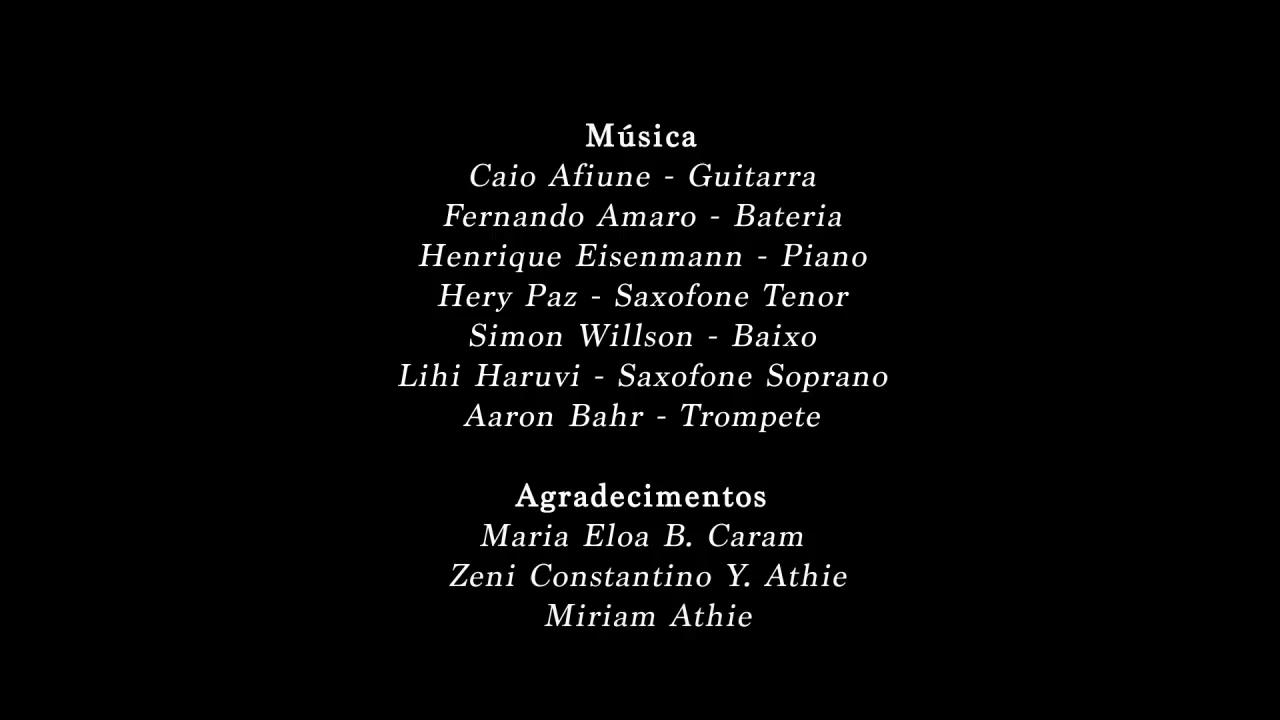 Música
Caio Afiune - Guitarra
Fernando Amaro - Bateria
Henrique Eisenmann - Piano
Hery Paz - Saxofone Tenor
Simon Willson - Baixo
Lihi Haruvi - Saxofone Soprano
Aaron Bahr - Trompete
Agradecimentos
Maria Eloa B. Caram
Zeni Constantino Y. Athie
Miriam Athie